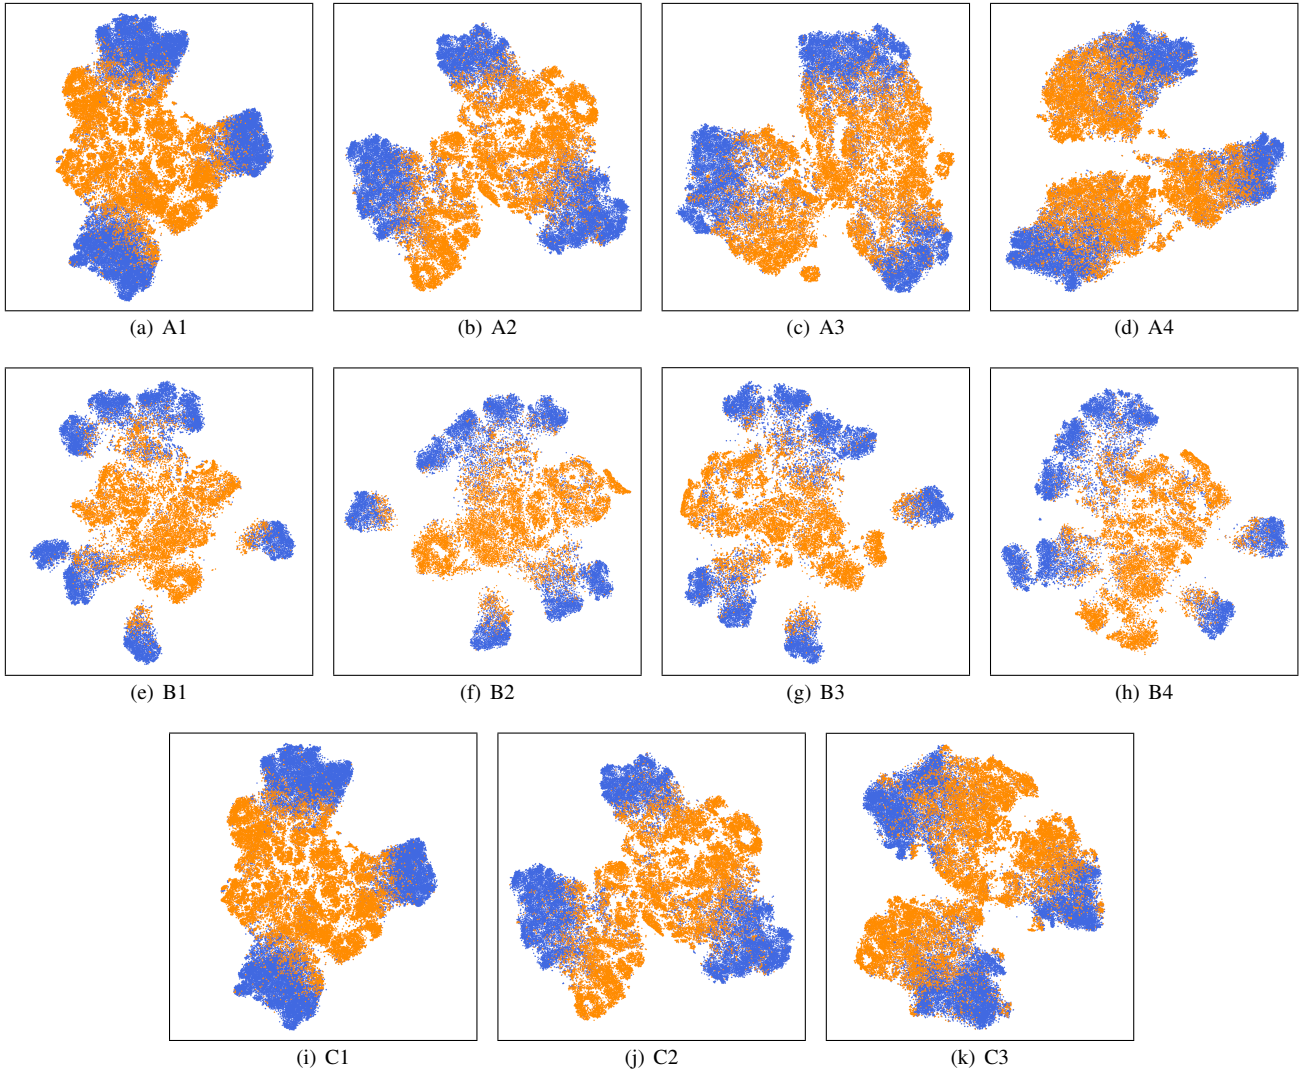 (a) A1
(b) A2
(c) A3
(d) A4
(e) B1
(f) B2
(g) B3
(h) B4
(i) C1
(j) C2
(k) C3